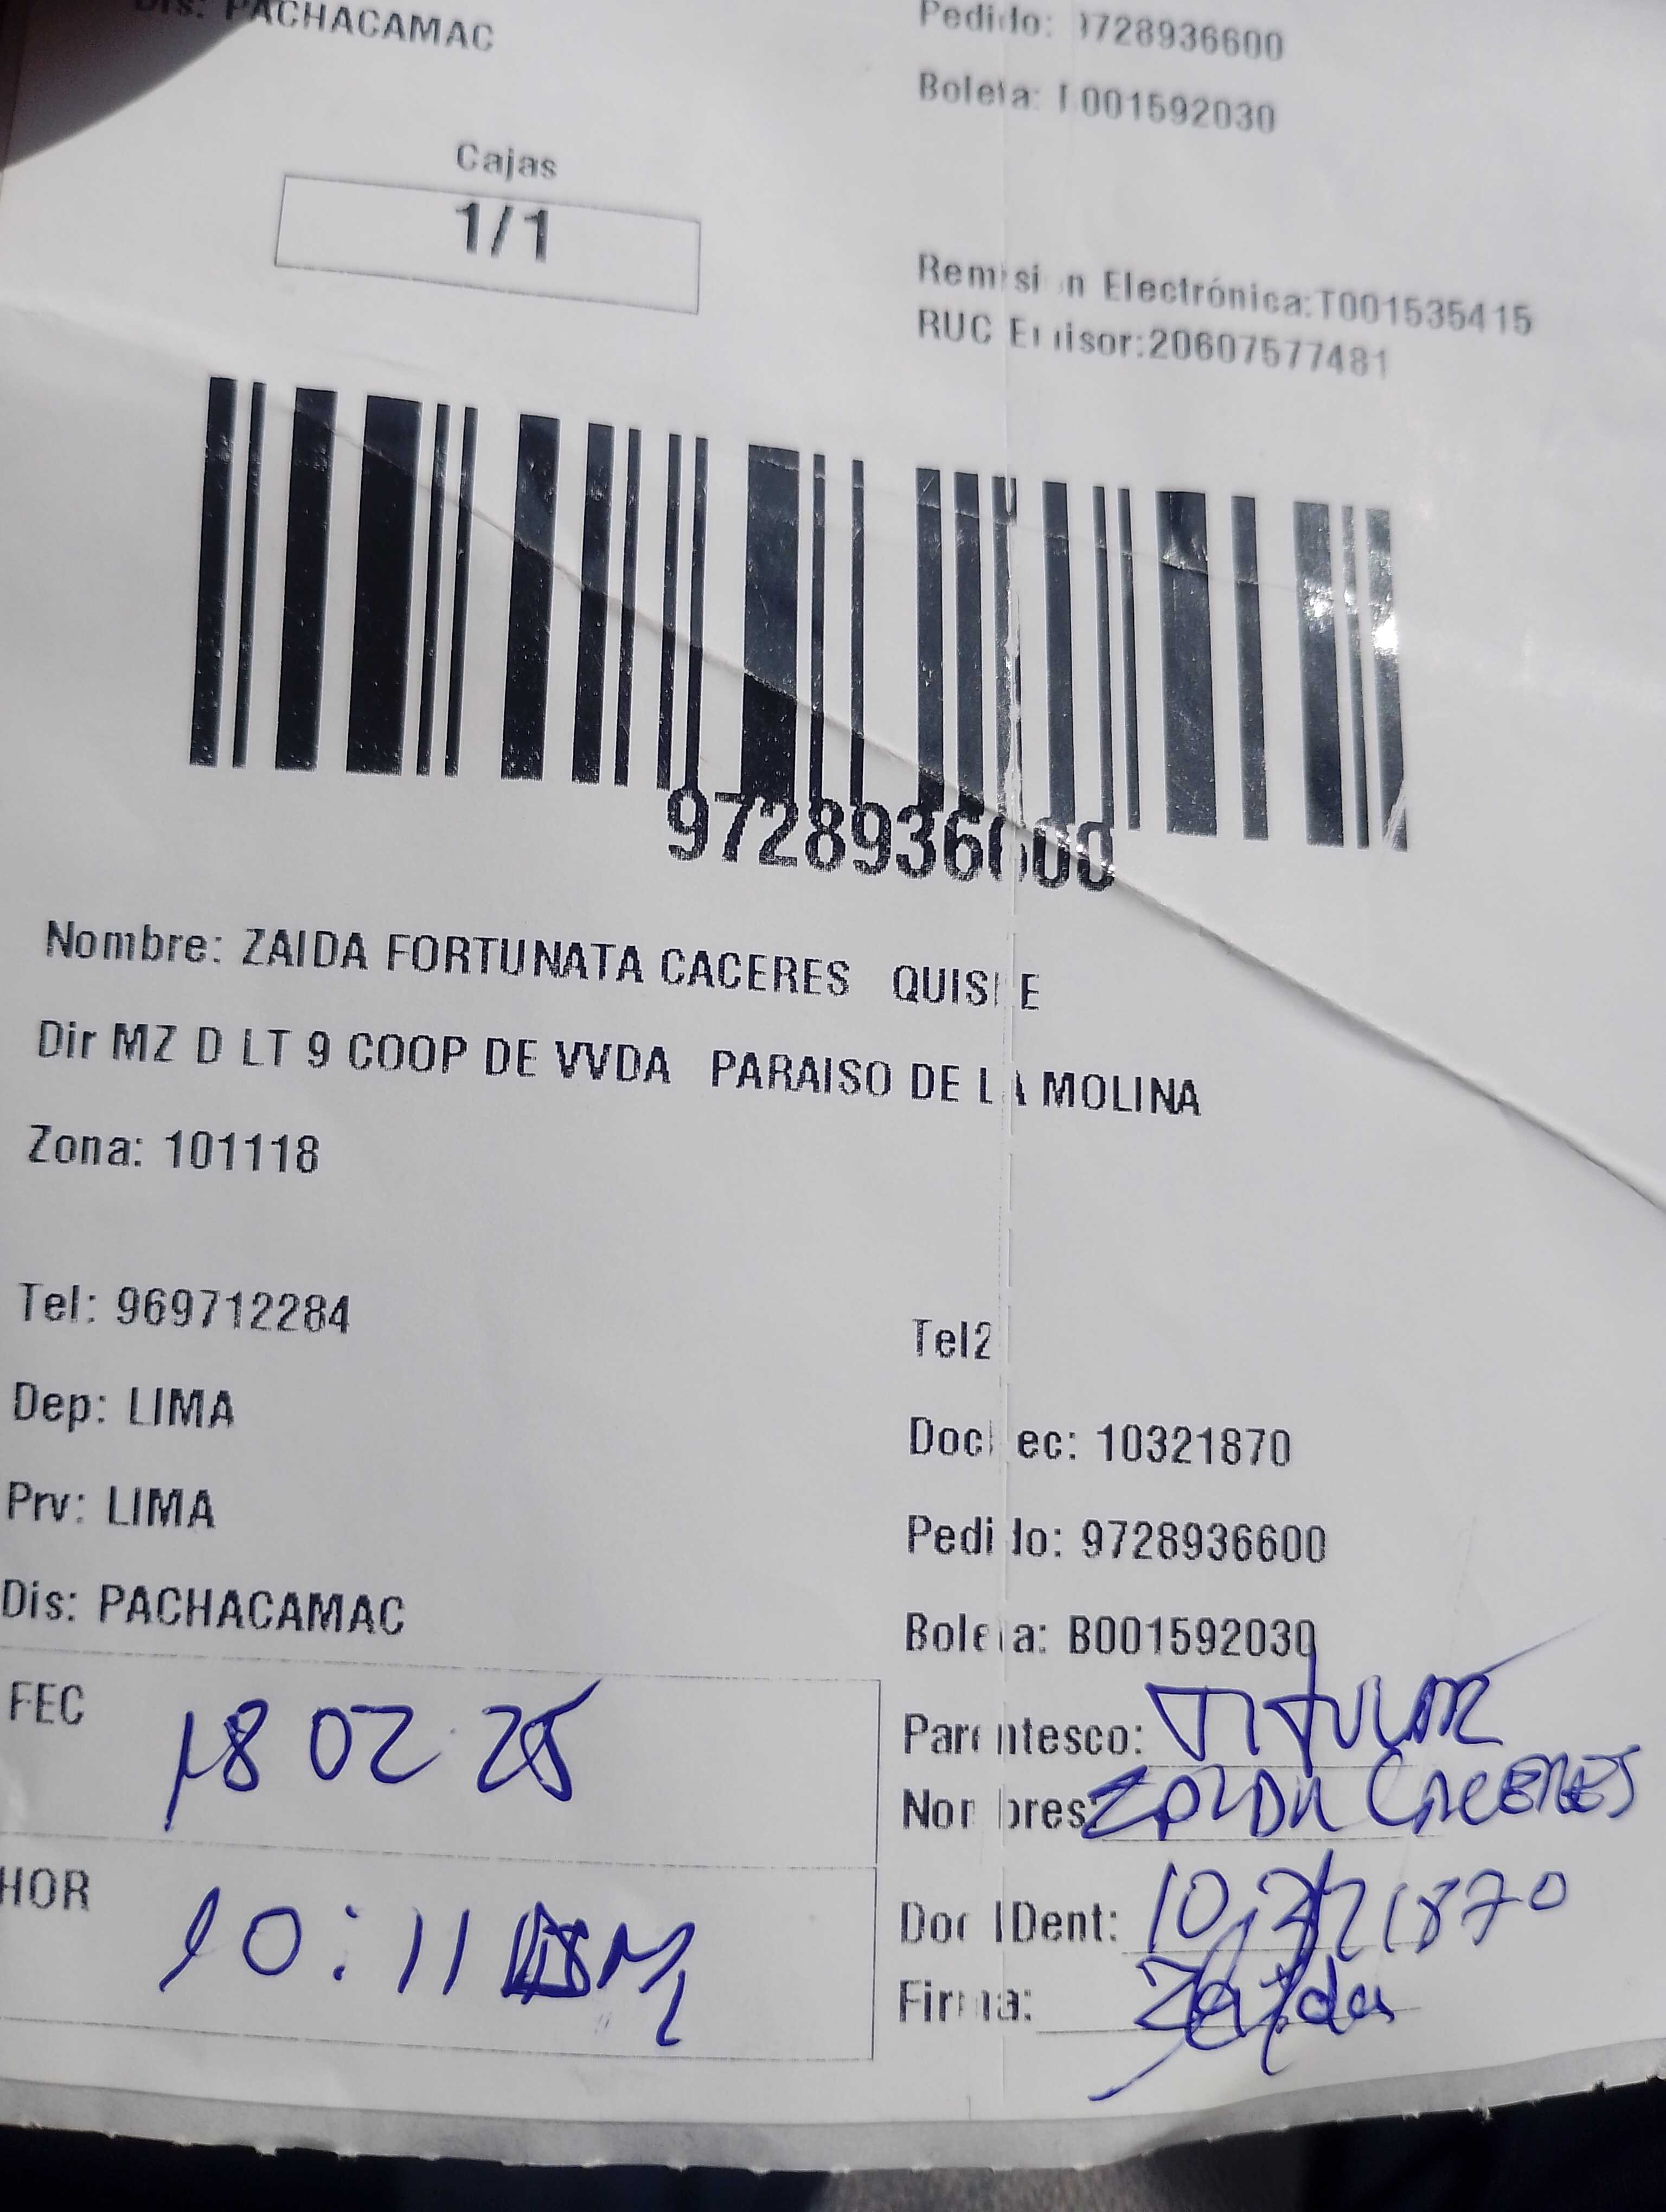 Dis: PACHACAMAC
Pedido: 9728936600
Boleta: B001592030
Cajas
1/1
Remisión Electrónica:T001535415
RUC Emisor:20607577481
9728936600
Nombre: ZAIDA FORTUNATA CACERES QUISPE
Dir MZ D LT 9 COOP DE VVDA PARAISO DE LA MOLINA
Zona: 101118
Tel: 969712284
Tel2
Dep: LIMA
Doc ec: 10321870
Prv: LIMA
Pedido: 9728936600
Dis: PACHACAMAC
Boleta: B001592030
FEC 18 02 25
Parentesco: TITULAR
Nombres: ZAIDA CACERES
HOR 10:11
Doc IDent: 10321870
Firma: Zaida